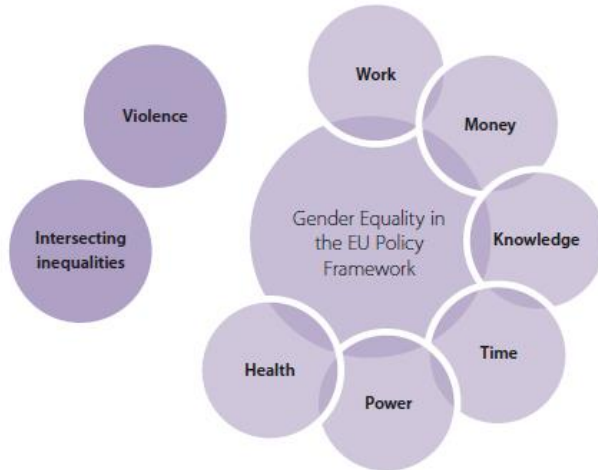 Work
Violence
Money
Gender Equality in
the EU Policy
Framework
Intersecting
inequalities
Knowledge
Time
Health
Power